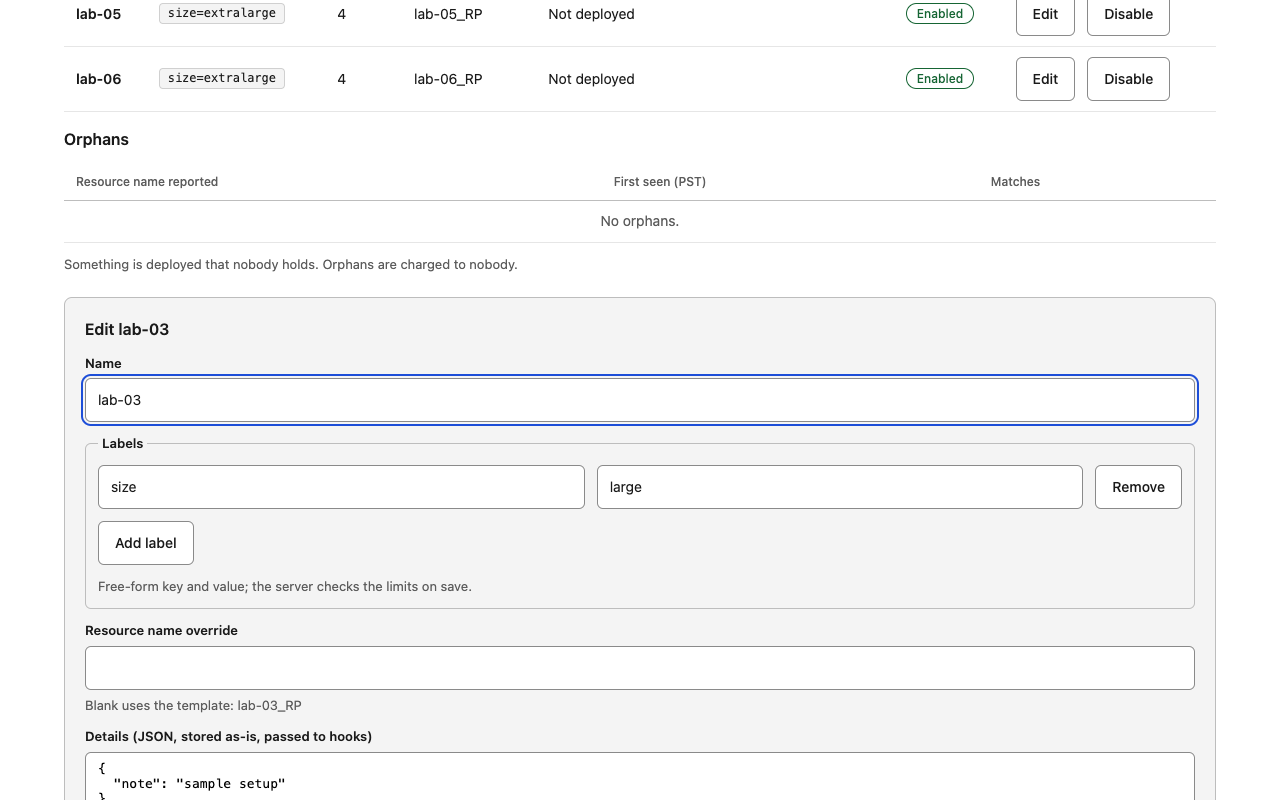 lab-05 size=extralarge 4 lab-05_RP Not deployed Enabled Edit Disable
lab-06 size=extralarge 4 lab-06_RP Not deployed Enabled Edit Disable
Orphans
Resource name reported First seen (PST) Matches
No orphans.
Something is deployed that nobody holds. Orphans are charged to nobody.
Edit lab-03
Name
lab-03
Labels
size large Remove
Add label
Free-form key and value; the server checks the limits on save.
Resource name override
Blank uses the template: lab-03_RP
Details (JSON, stored as-is, passed to hooks)
{
"note": "sample setup"
}